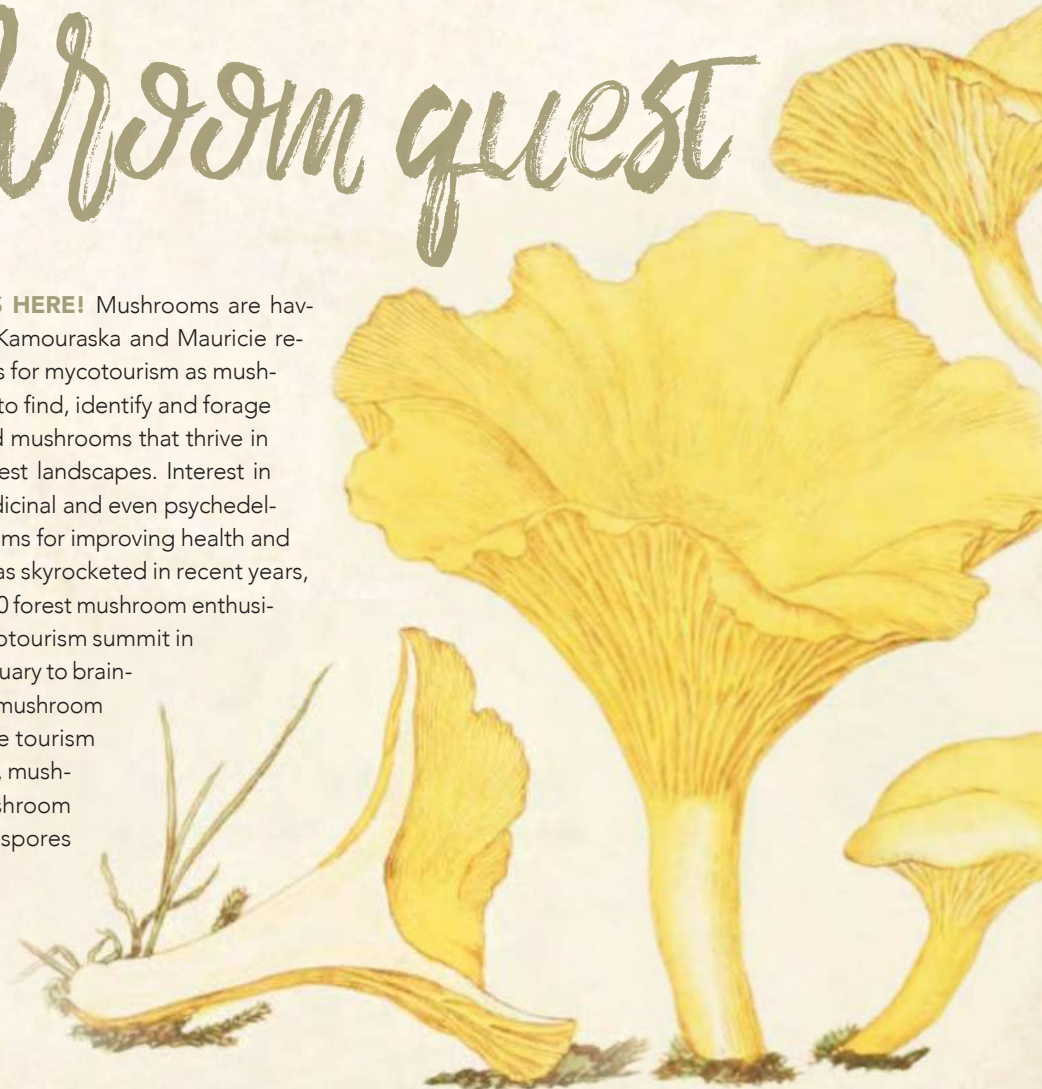 hroom quest
S HERE! Mushrooms are hav-
Kamouraska and Mauricie re-
s for mycotourism as mush-
to find, identify and forage
d mushrooms that thrive in
est landscapes. Interest in
dicinal and even psychedel-
ms for improving health and
as skyrocketed in recent years,
0 forest mushroom enthusi-
otourism summit in
uary to brain-
mushroom
e tourism
, mush-
shroom
spores